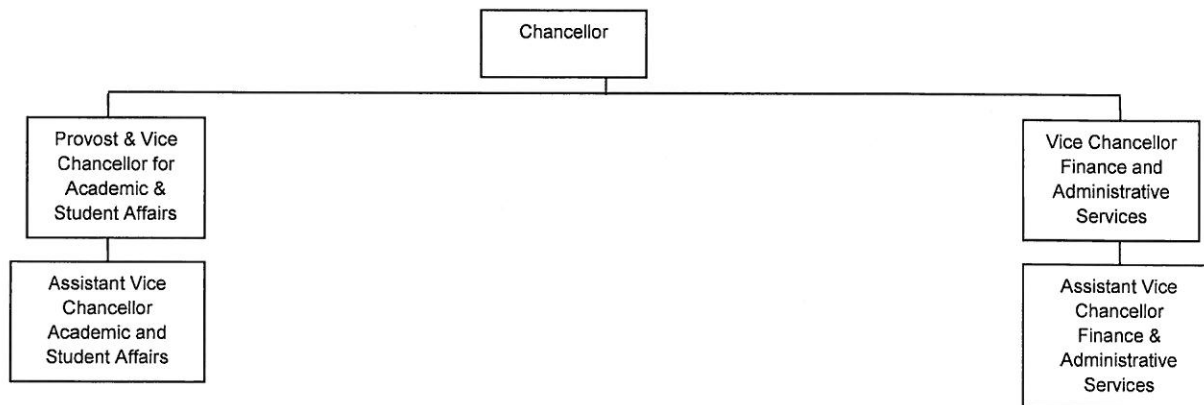 Chancellor
Provost & Vice
Chancellor for
Academic &
Student Affairs
Vice Chancellor
Finance and
Administrative
Services
Assistant Vice
Chancellor
Academic and
Student Affairs
Assistant Vice
Chancellor
Finance &
Administrative
Services